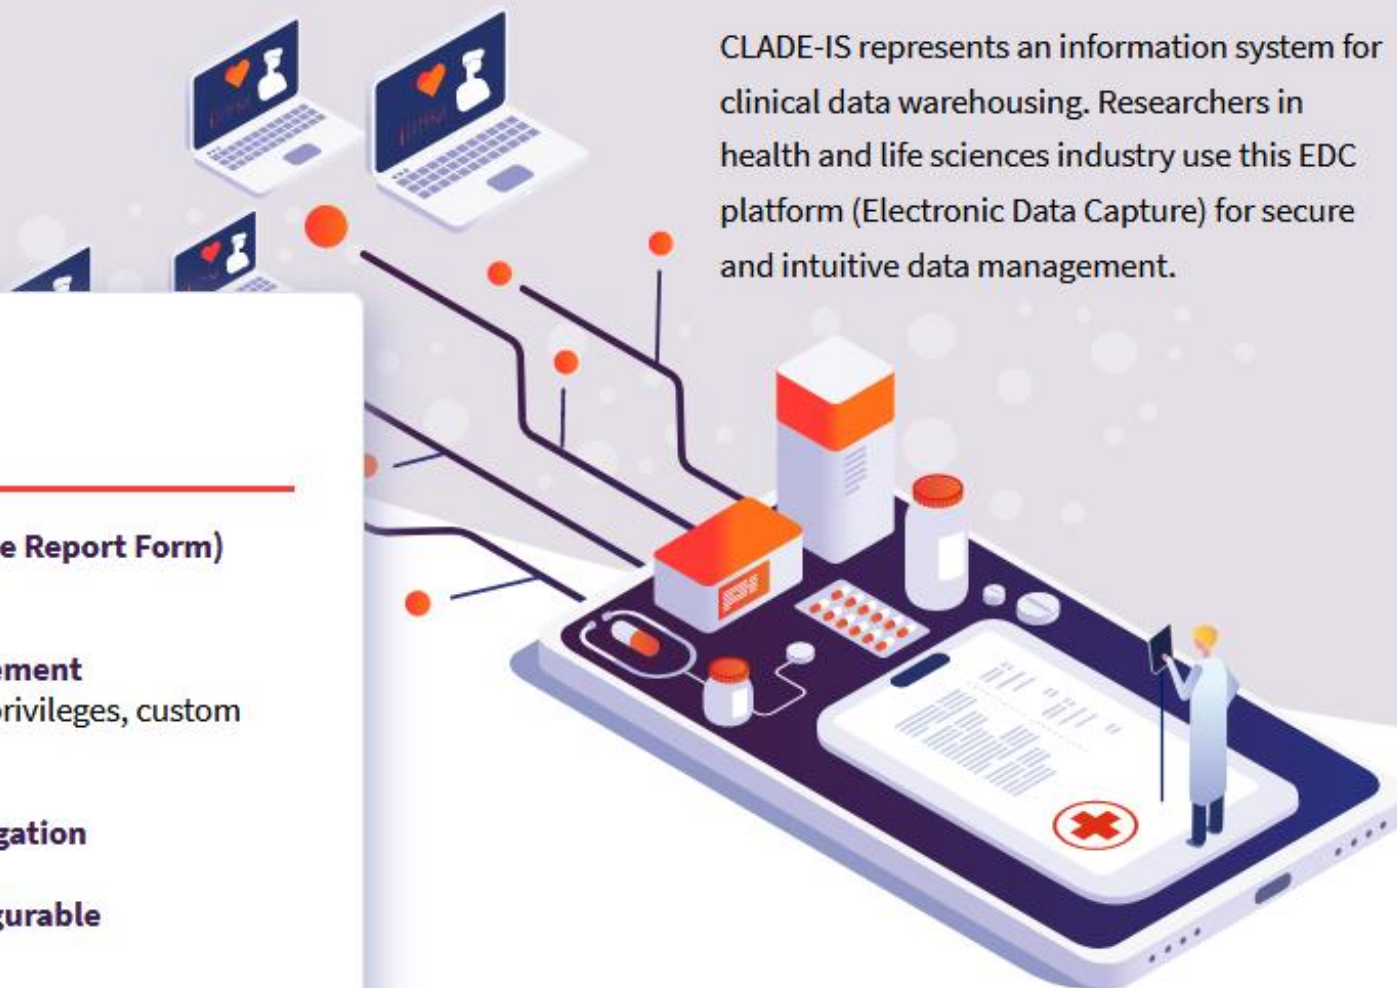 CLADE-IS represents an information system for
clinical data warehousing. Researchers in
health and life sciences industry use this EDC
platform (Electronic Data Capture) for secure
and intuitive data management.
e Report Form)
ement
rivileges, custom
gation
gurable